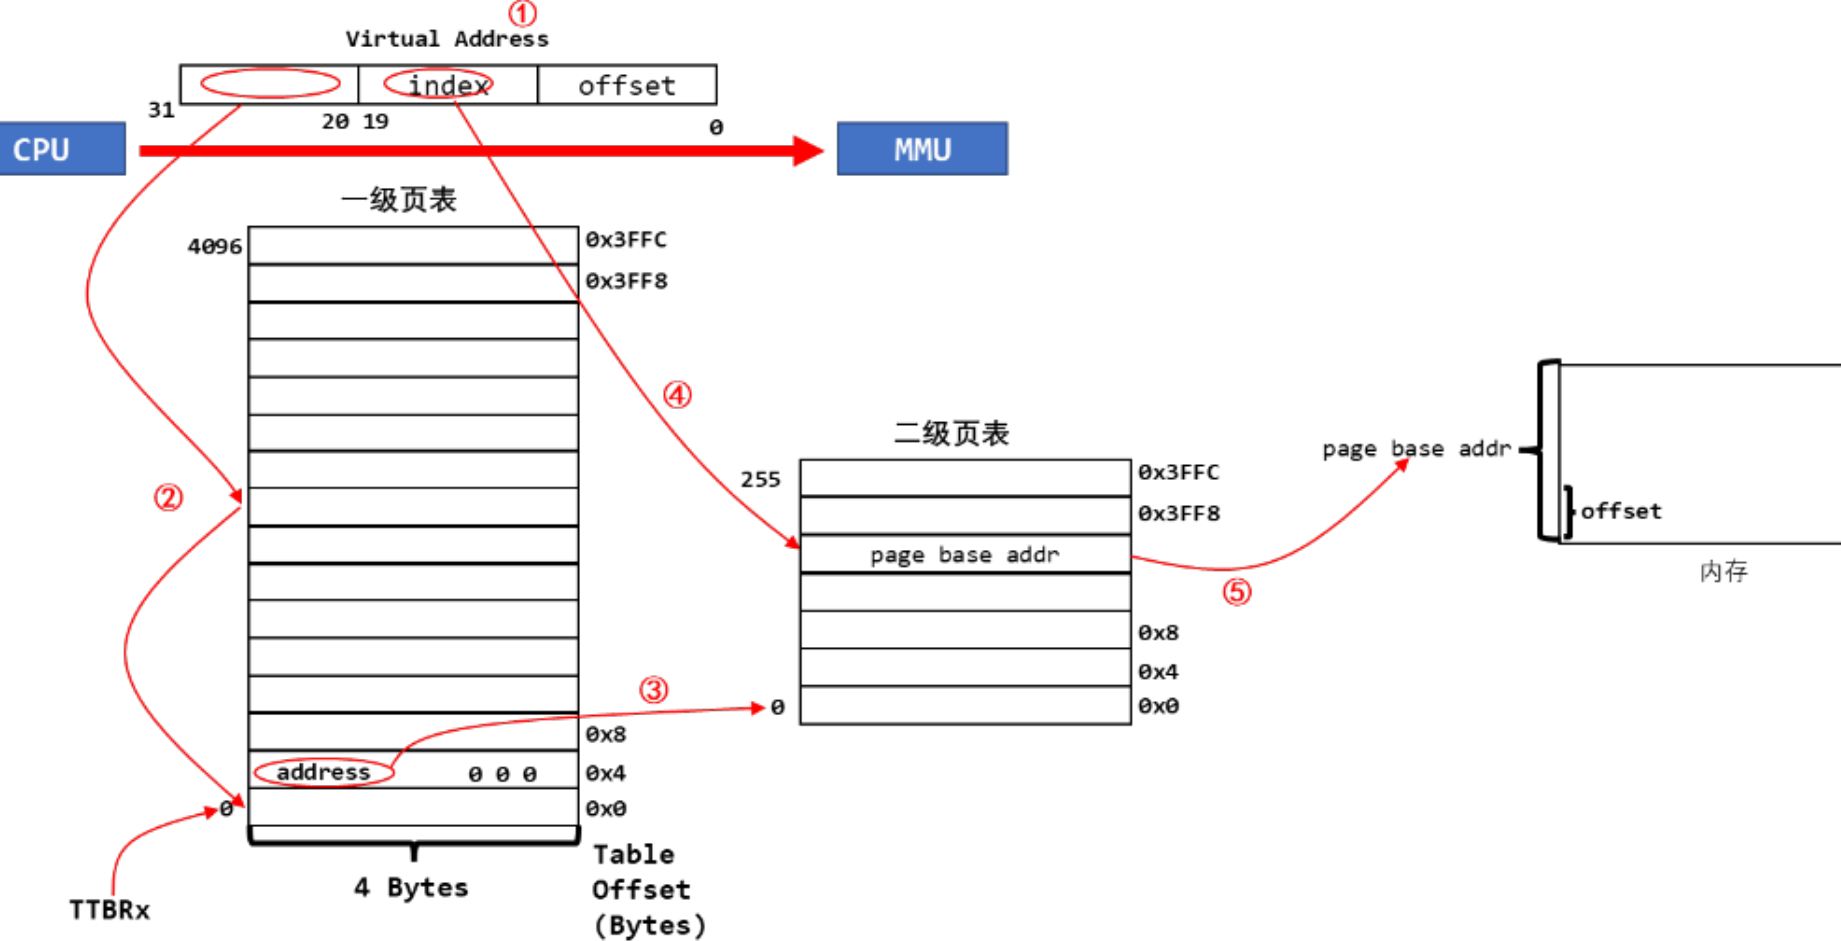 ①
Virtual Address
index offset
31 20 19 0
CPU MMU
一级页表
4096 0x3FFC
0x3FF8
④
二级页表
255 0x3FFC
0x3FF8
page base addr
②
page base addr
offset
内存
⑤
0x8
0x4
0 0x0
③
0x8
address 0 0 0 0x4
0 0x0
4 Bytes
Table
Offset
(Bytes)
TTBRx